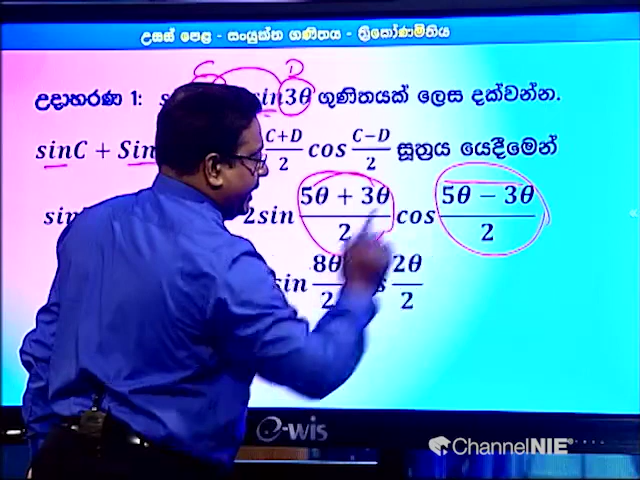 උසස් පෙළ - සංයුක්ත ගණිතය - ත්‍රිකෝණමිතිය
C D
උදාහරණ 1: sin3θ ගුණිතයක් ලෙස දක්වන්න.
sinC + Sin C+D/2 cos C−D/2 සූත්‍රය යෙදීමෙන්
2sin 5θ + 3θ/2 cos 5θ − 3θ/2
sin 8θ/2 2θ/2
e-wis
ChannelNIE